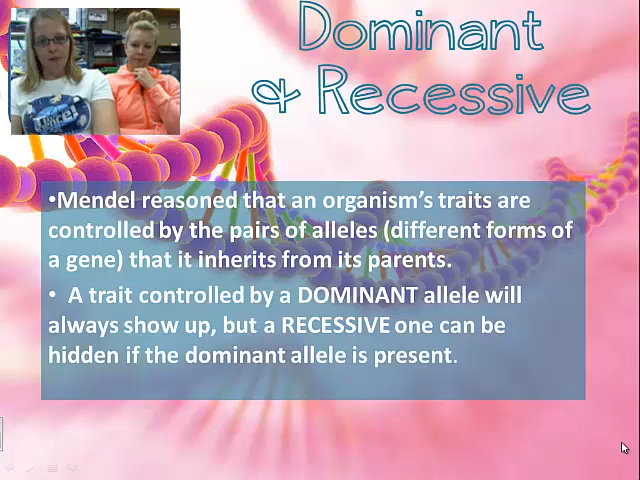 Dominant
& Recessive
•Mendel reasoned that an organism's traits are
controlled by the pairs of alleles (different forms of
a gene) that it inherits from its parents.
• A trait controlled by a DOMINANT allele will
always show up, but a RECESSIVE one can be
hidden if the dominant allele is present.